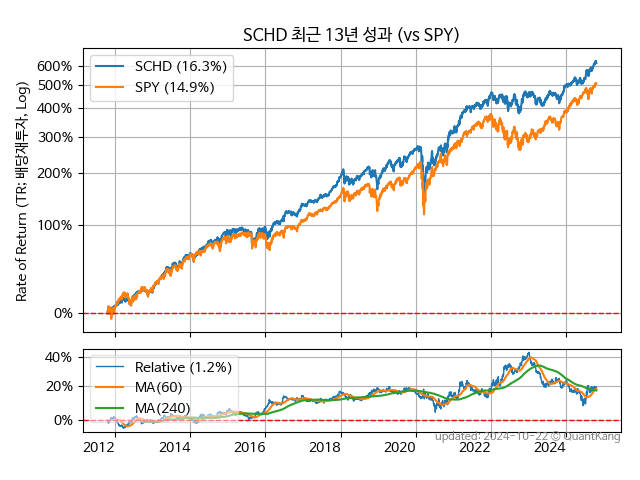 SCHD 최근 13년 성과 (vs SPY)
Rate of Return (TR; 배당재투자, Log)
600%
500%
400%
300%
200%
100%
0%
SCHD (16.3%)
SPY (14.9%)
40%
20%
0%
Relative (1.2%)
MA(60)
MA(240)
2012 2014 2016 2018 2020 2022 2024
updated: 2024-10-22 © QuantKang